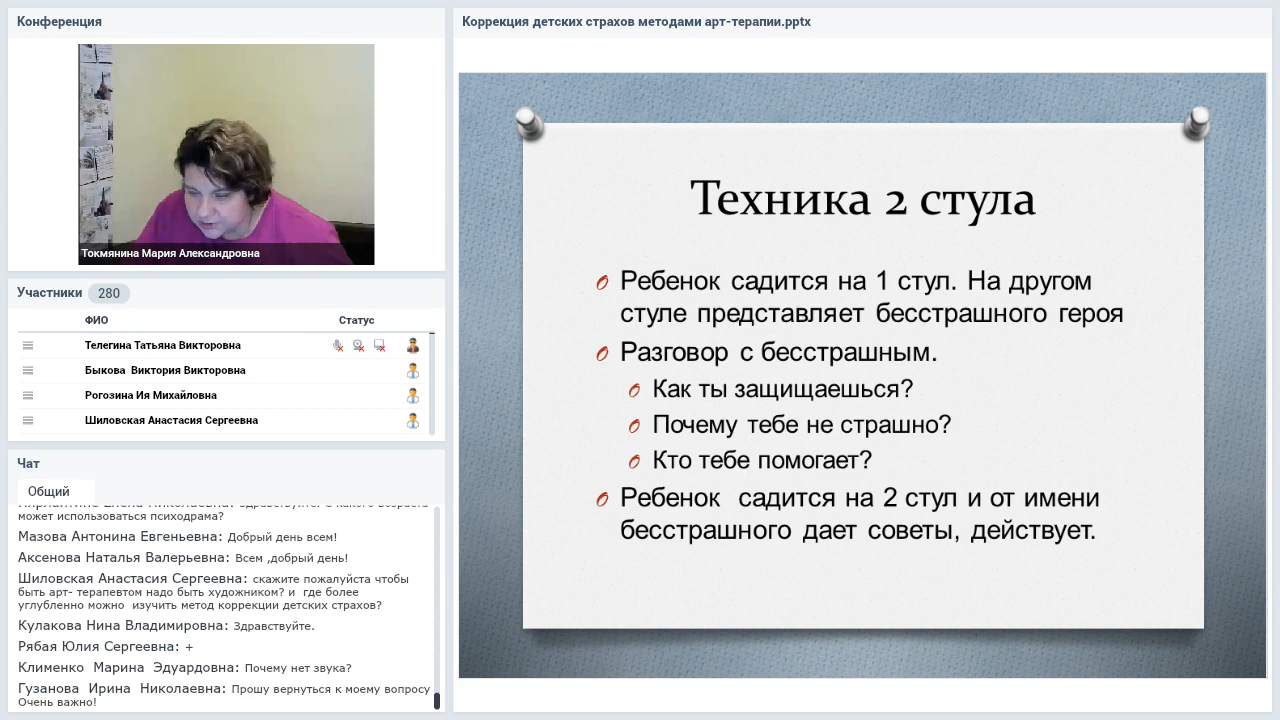 Конференция
Токмянина Мария Александровна
Участники 280
ФИО Статус
Телегина Татьяна Викторовна
Быкова Виктория Викторовна
Рогозина Ия Михайловна
Шиловская Анастасия Сергеевна
Чат
Общий
может использоваться психодрама?
Мазова Антонина Евгеньевна: Добрый день всем!
Аксенова Наталья Валерьевна: Всем ,добрый день!
Шиловская Анастасия Сергеевна: скажите пожалуйста чтобы
быть арт- терапевтом надо быть художником? и где более
углубленно можно изучить метод коррекции детских страхов?
Кулакова Нина Владимировна: Здравствуйте.
Рябая Юлия Сергеевна: +
Клименко Марина Эдуардовна: Почему нет звука?
Гузанова Ирина Николаевна: Прошу вернуться к моему вопросу
Очень важно!
Коррекция детских страхов методами арт-терапии.pptx
Техника 2 стула
Ребенок садится на 1 стул. На другом
стуле представляет бесстрашного героя
Разговор с бесстрашным.
Как ты защищаешься?
Почему тебе не страшно?
Кто тебе помогает?
Ребенок садится на 2 стул и от имени
бесстрашного дает советы, действует.